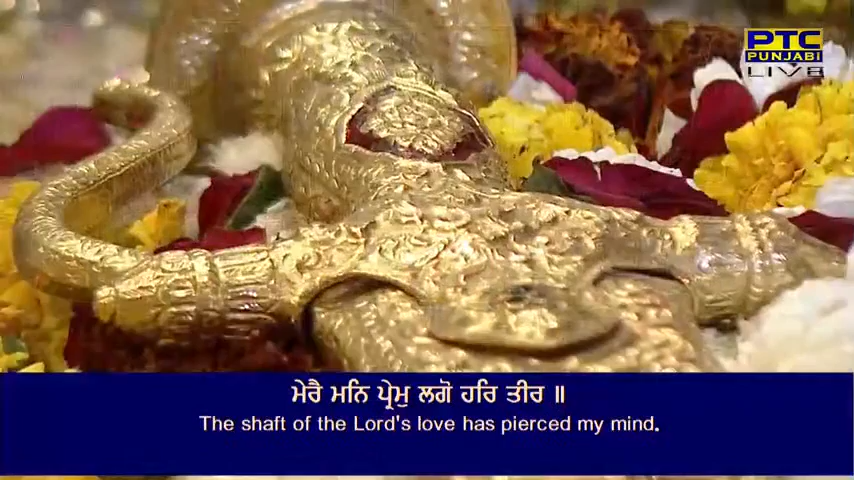 PTC
PUNJABI
LIVE
ਮੇਰੈ ਮਨਿ ਪ੍ਰੇਮੁ ਲਗੋ ਹਰਿ ਤੀਰ ॥
The shaft of the Lord's love has pierced my mind.